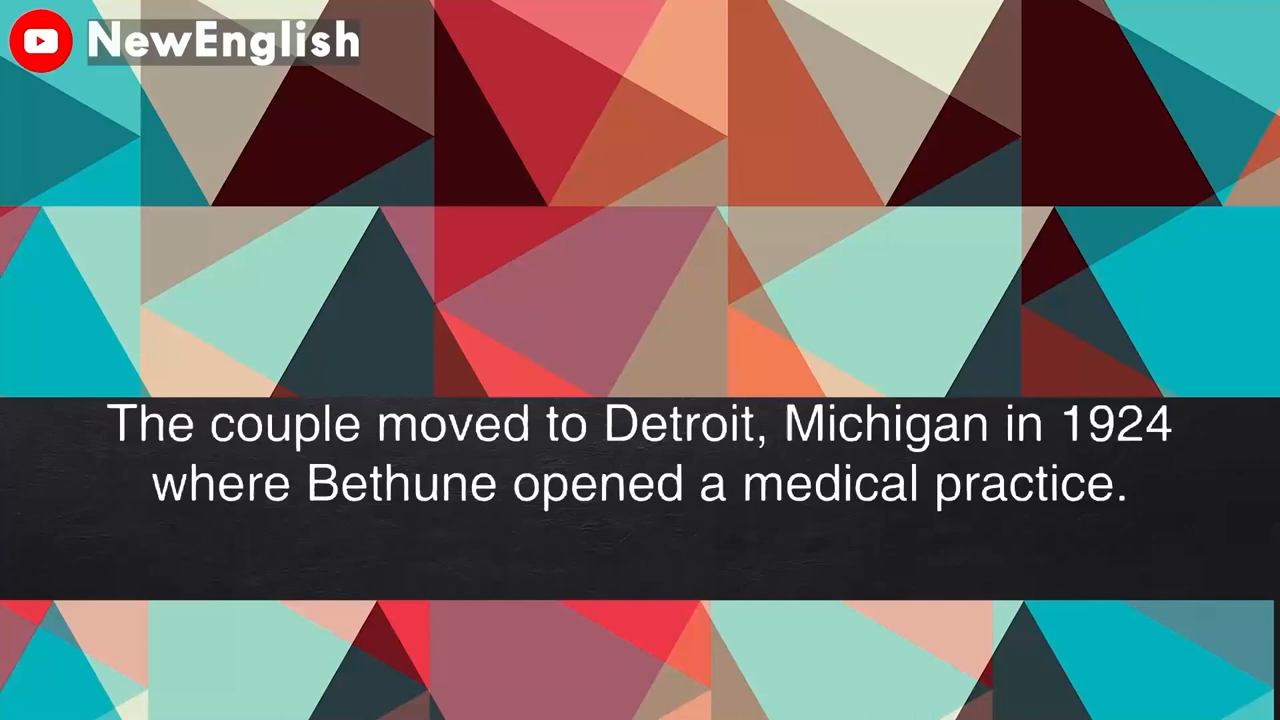 NewEnglish
The couple moved to Detroit, Michigan in 1924
where Bethune opened a medical practice.